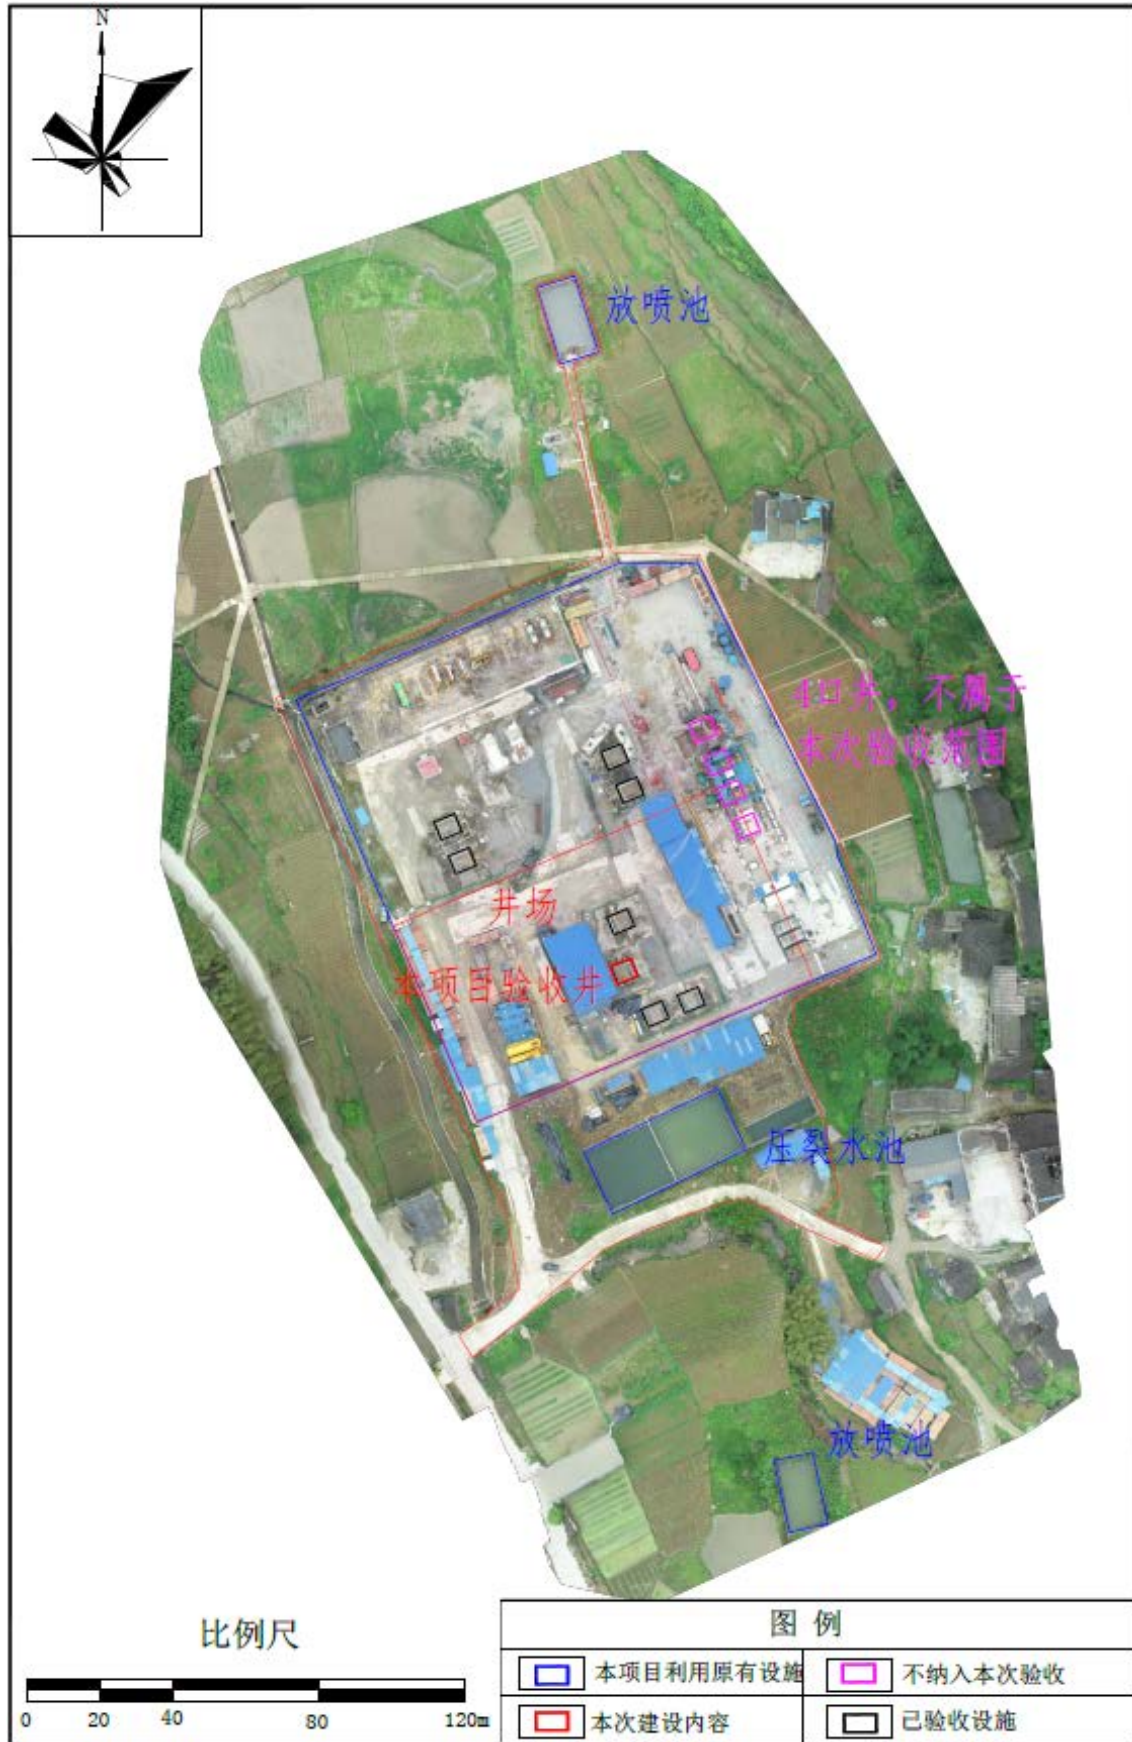 N
放喷池
4口井，不属于
本次验收范围
井场
本项目验收井
压裂水池
放喷池
比例尺
0 20 40 80 120m
图 例
本项目利用原有设施
不纳入本次验收
本次建设内容
已验收设施